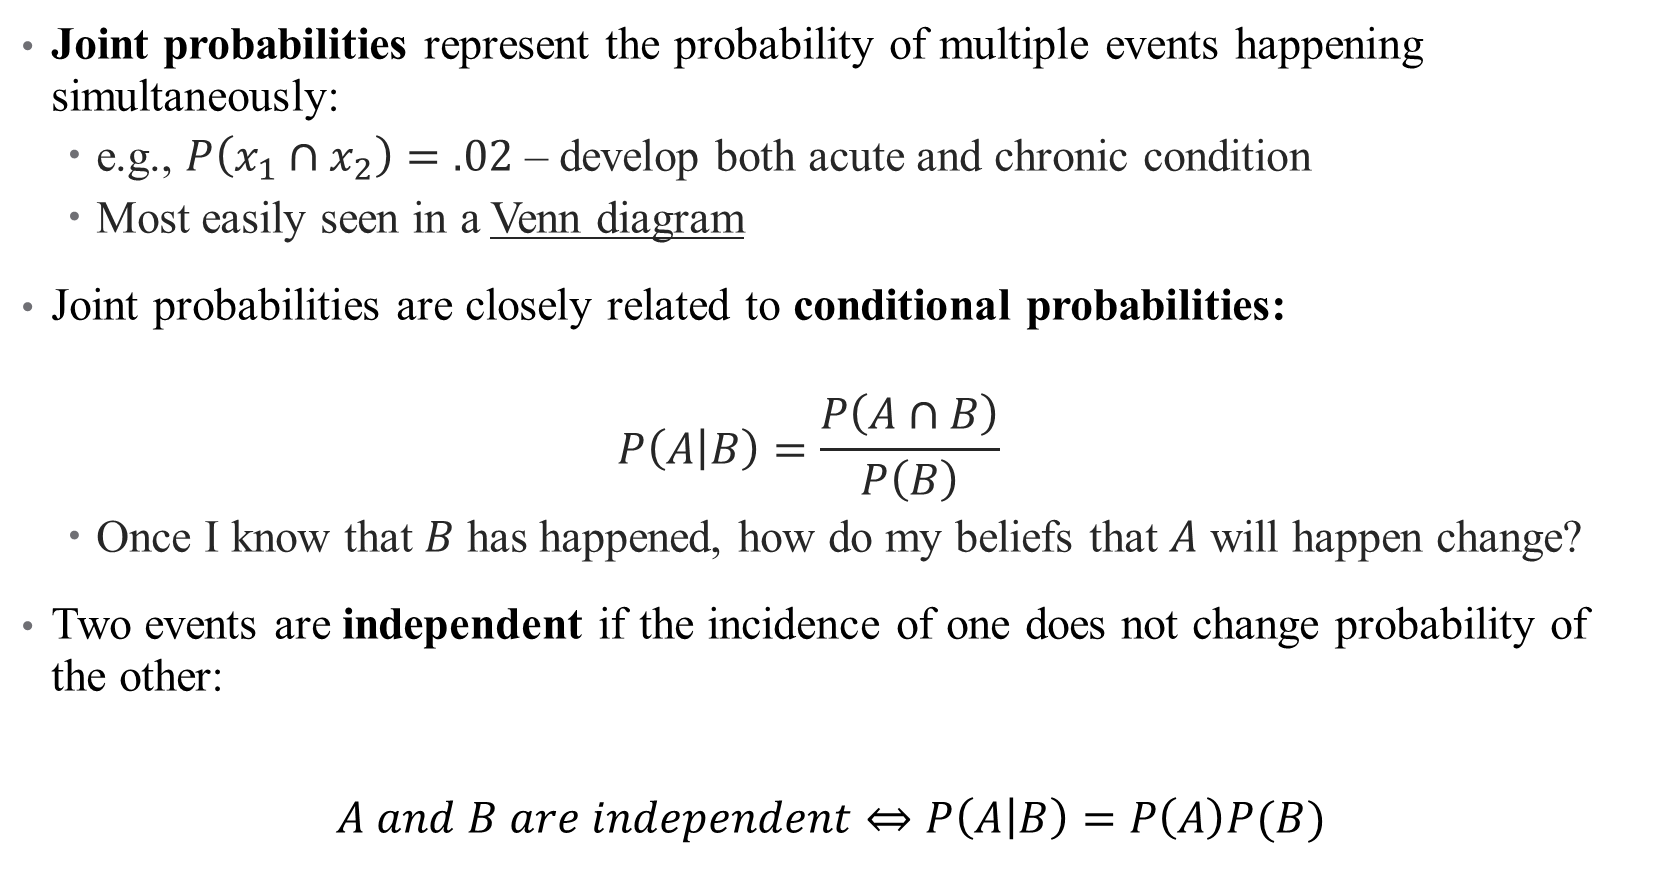 • Joint probabilities represent the probability of multiple events happening
simultaneously:
• e.g., P(x₁ ∩ x₂) = .02 – develop both acute and chronic condition
• Most easily seen in a Venn diagram
• Joint probabilities are closely related to conditional probabilities:
P(A|B) = P(A ∩ B) / P(B)
• Once I know that B has happened, how do my beliefs that A will happen change?
• Two events are independent if the incidence of one does not change probability of
the other:
A and B are independent ⇔ P(A|B) = P(A)P(B)